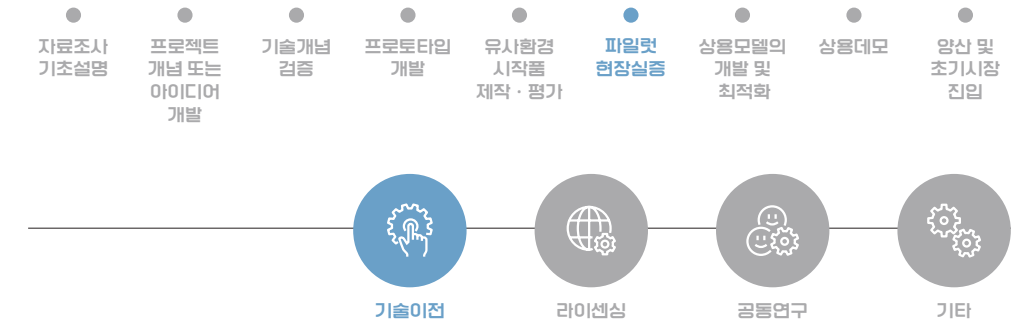 자료조사
기초설명
프로젝트
개념 또는
아이디어
개발
기술개념
검증
프로토타입
개발
유사환경
시작품
제작 · 평가
파일럿
현장실증
상용모델의
개발 및
최적화
상용데모
양산 및
초기시장
진입
기술이전
라이센싱
공동연구
기타